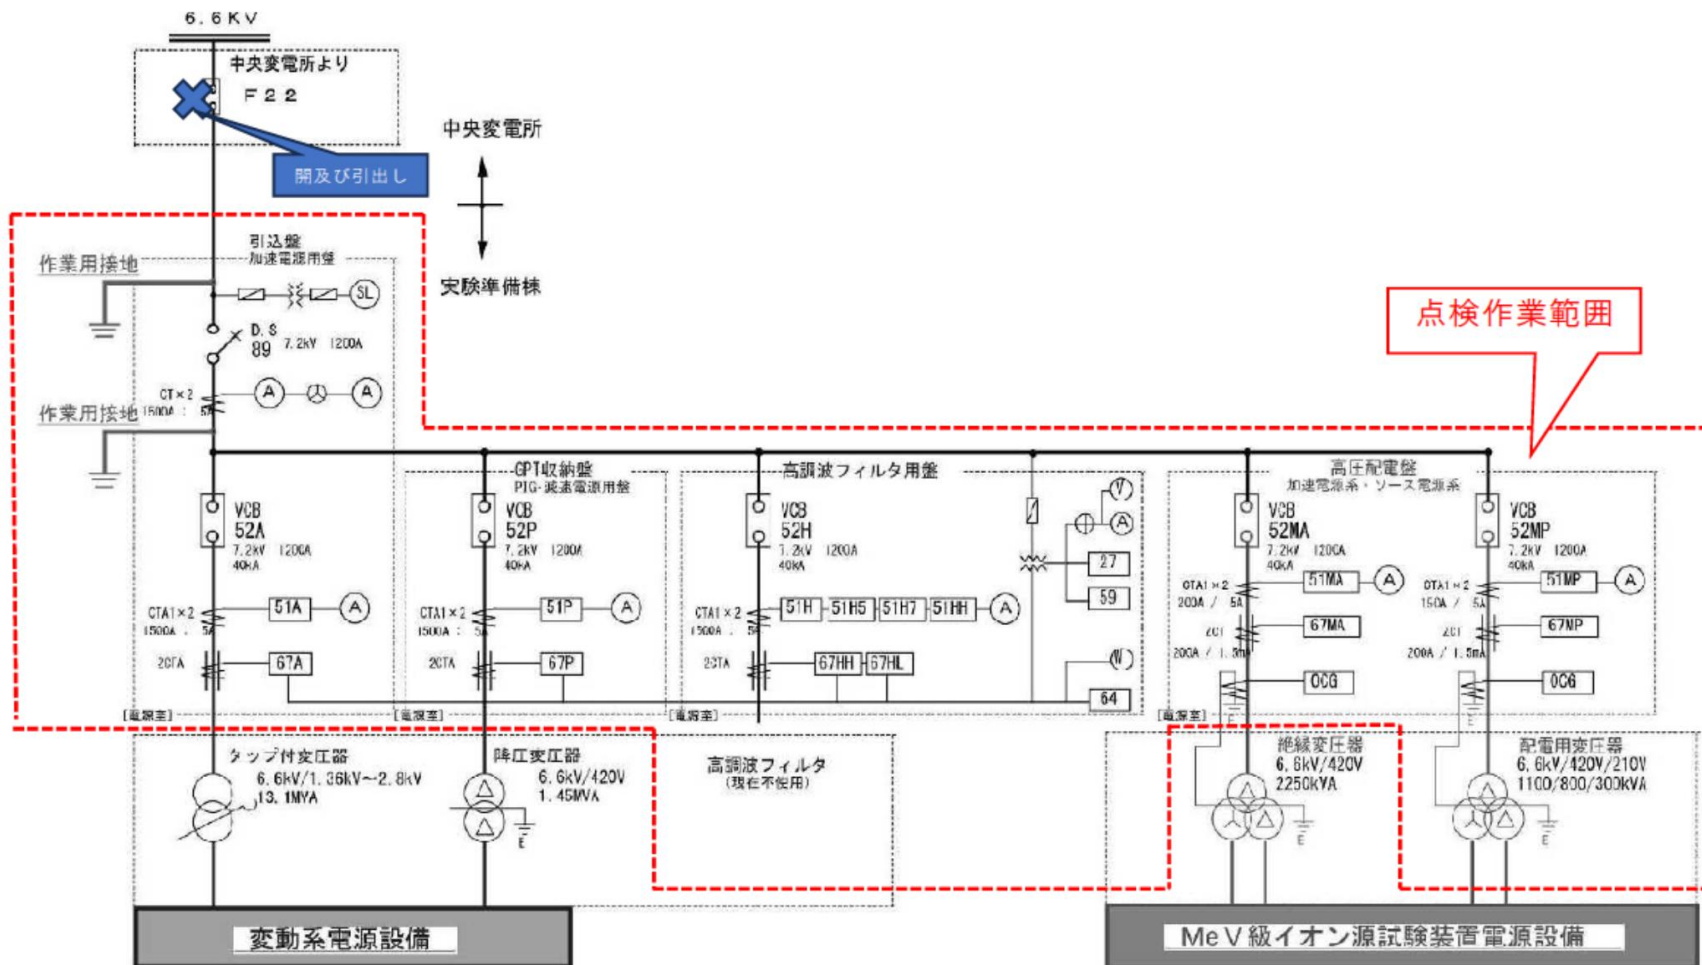 6.6KV
中央変電所より
F22
開及び引出し
中央変電所
実験準備棟
引込盤
加速電源用盤
作業用接地
SL
D.S
89 7.2kV 1200A
CT×2
1500A : 5A
A
A
作業用接地
点検作業範囲
VCB
52A
7.2kV 1200A
40kA
CTA1×2
1500A : 5A
51A
A
ZCTA
67A
[電源室]
GPT収納盤
PIG・減速電源用盤
VCB
52P
7.2kV 1200A
40kA
CTA1×2
1500A : 5A
51P
A
ZCTA
67P
[電源室]
高調波フィルタ用盤
VCB
52H
7.2kV 1200A
40kA
CTA1×2
1500A : 5A
51H
51H5
51H7
51HH
A
ZCTA
67HH
67HL
V
A
27
59
64
[電源室]
高圧配電盤
加速電源系・ソース電源系
VCB
52MA
7.2kV 1200A
40kA
CTA1×2
200A / 5A
51MA
A
ZCT
200A / 1.5mA
67MA
OCG
E
VCB
52MP
7.2kV 1200A
40kA
CTA1×2
150A / 5A
51MP
A
ZCT
200A / 1.5mA
67MP
OCG
E
[電源室]
タップ付変圧器
6.6kV/1.36kV～2.8kV
13.1MVA
降圧変圧器
6.6kV/420V
1.45MVA
E
高調波フィルタ
(現在不使用)
絶縁変圧器
6.6kV/420V
2250kVA
E
配電用変圧器
6.6kV/420V/210V
1100/800/300kVA
E
変動系電源設備
MeV級イオン源試験装置電源設備